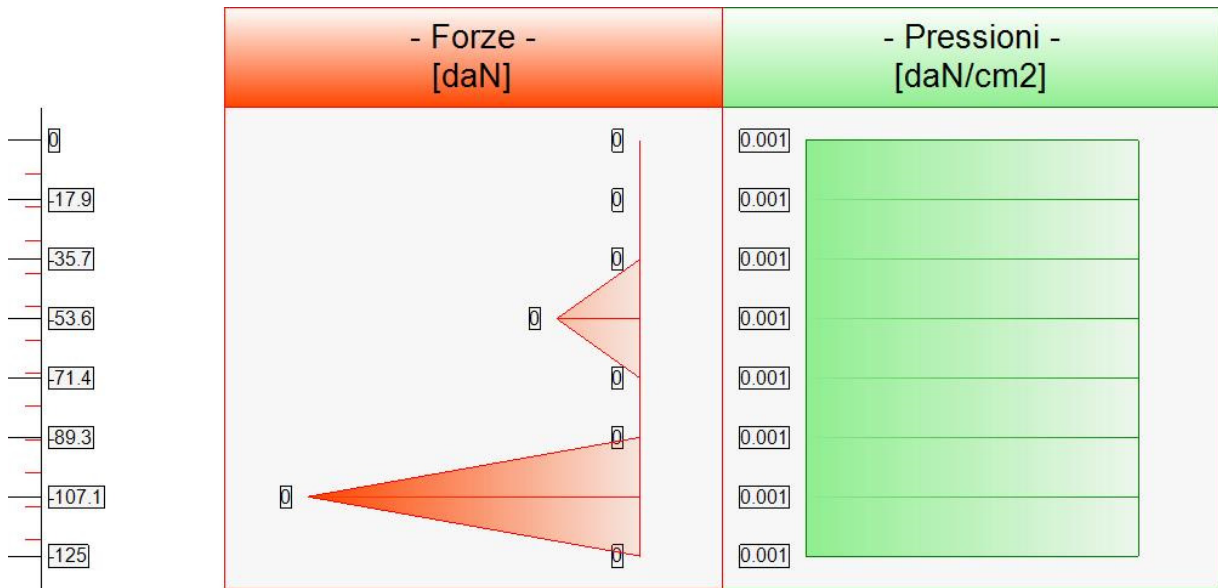 - Forze -
[daN]
- Pressioni -
[daN/cm2]
0 0 0.001
-17.9 0 0.001
-35.7 0 0.001
-53.6 0 0.001
-71.4 0 0.001
-89.3 0 0.001
-107.1 0 0.001
-125 0 0.001